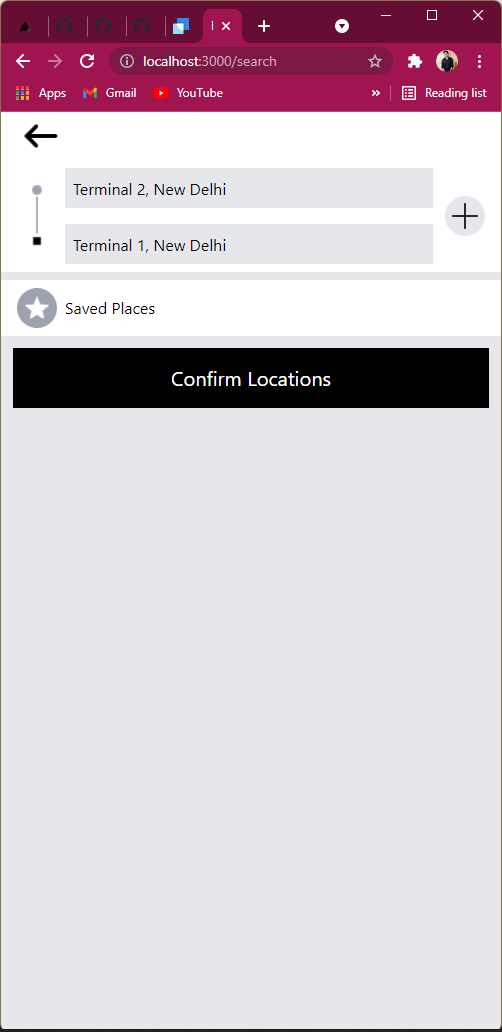 localhost:3000/search
Apps Gmail YouTube » Reading list
Terminal 2, New Delhi
Terminal 1, New Delhi
Saved Places
Confirm Locations